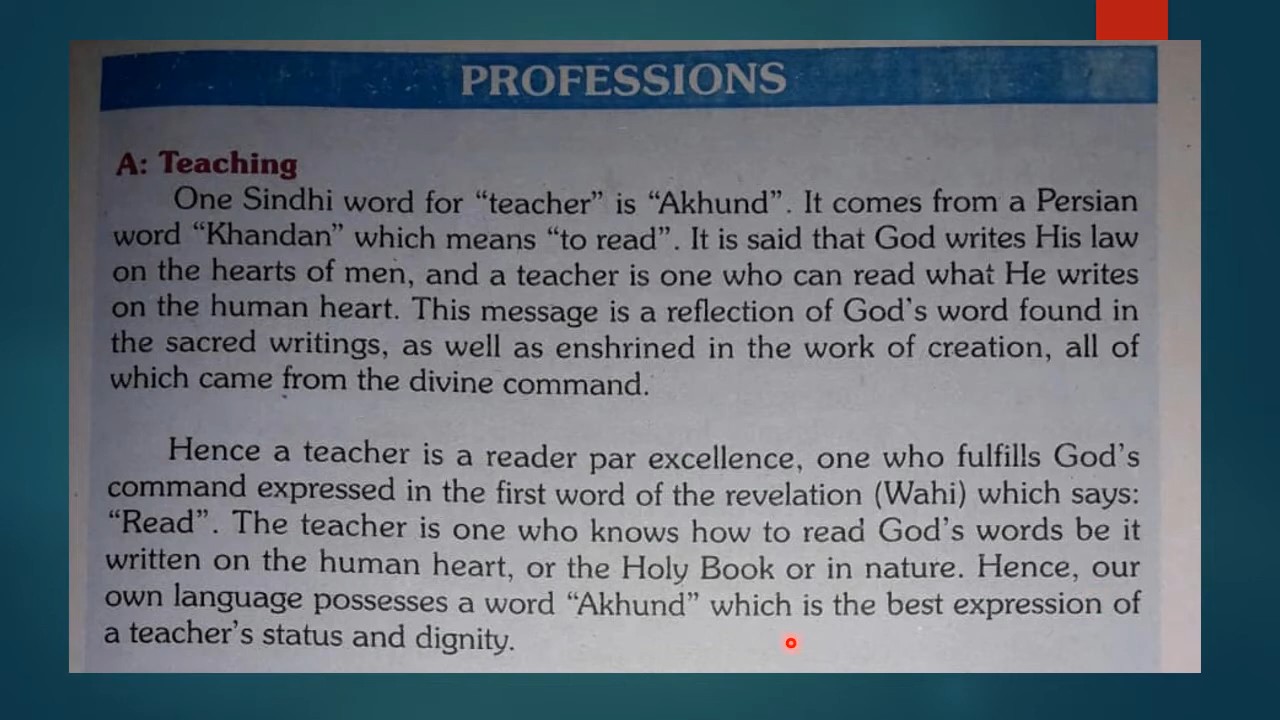 PROFESSIONS
A: Teaching
One Sindhi word for “teacher” is “Akhund”. It comes from a Persian
word “Khandan” which means “to read”. It is said that God writes His law
on the hearts of men, and a teacher is one who can read what He writes
on the human heart. This message is a reflection of God's word found in
the sacred writings, as well as enshrined in the work of creation, all of
which came from the divine command.
Hence a teacher is a reader par excellence, one who fulfills God's
command expressed in the first word of the revelation (Wahi) which says:
“Read”. The teacher is one who knows how to read God's words be it
written on the human heart, or the Holy Book or in nature. Hence, our
own language possesses a word “Akhund” which is the best expression of
a teacher's status and dignity.